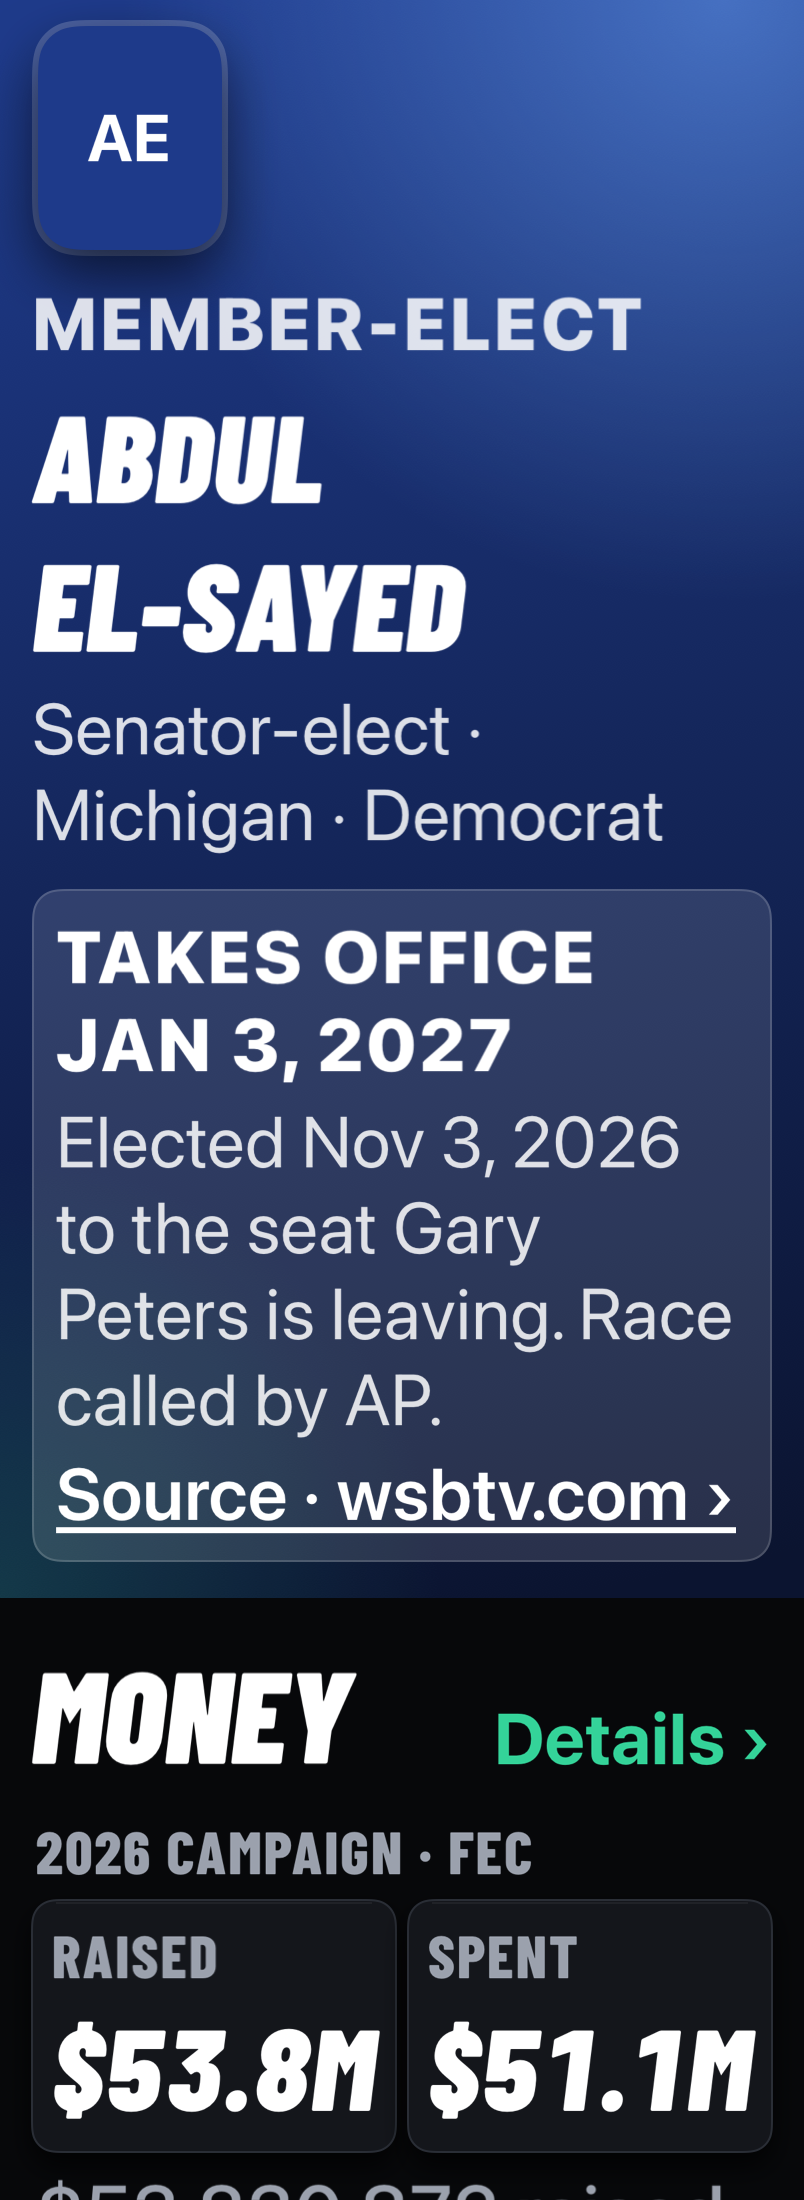 AE
MEMBER-ELECT
ABDUL
EL-SAYED
Senator-elect ·
Michigan · Democrat
TAKES OFFICE
JAN 3, 2027
Elected Nov 3, 2026
to the seat Gary
Peters is leaving. Race
called by AP.
Source · wsbtv.com ›
MONEY
Details ›
2026 CAMPAIGN · FEC
RAISED
$53.8M
SPENT
$51.1M